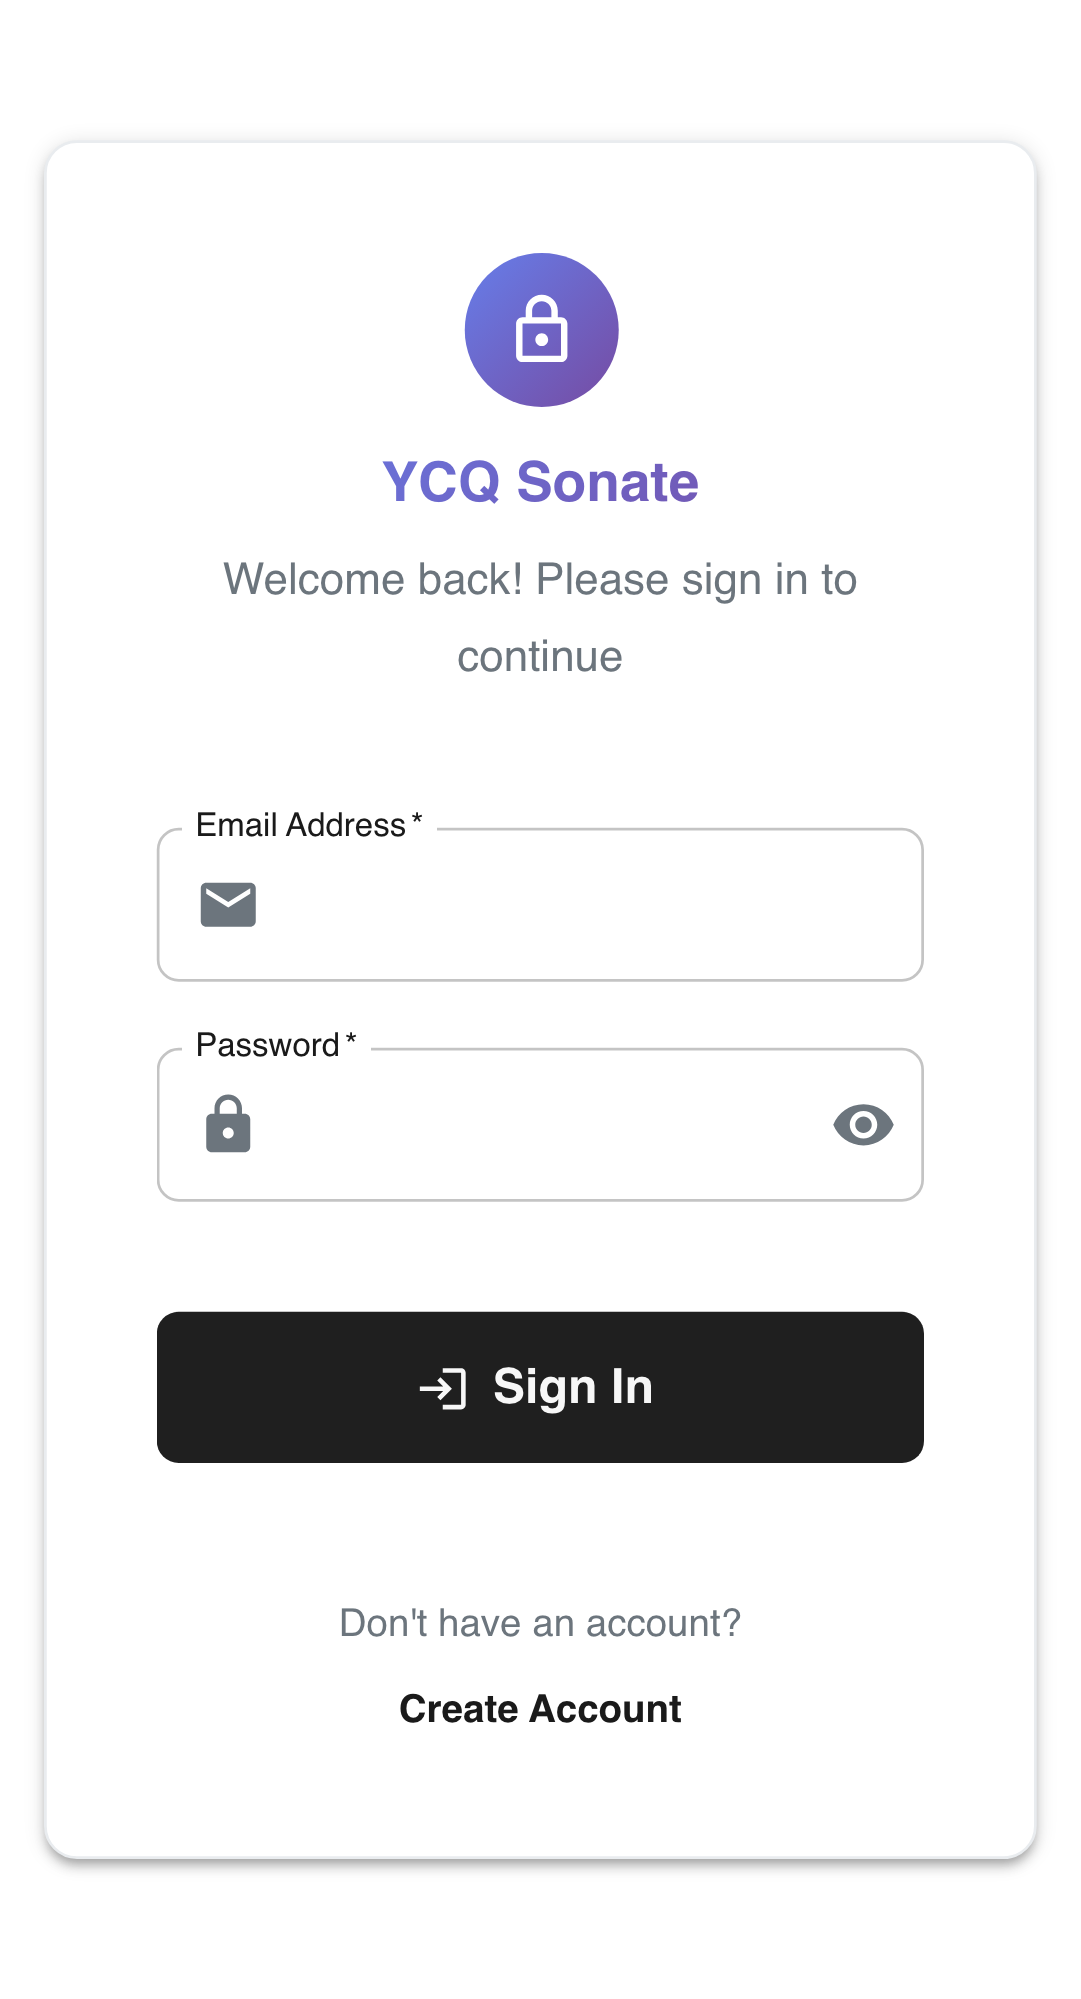 YCQ Sonate
Welcome back! Please sign in to
continue
Email Address *
Password *
Sign In
Don't have an account?
Create Account